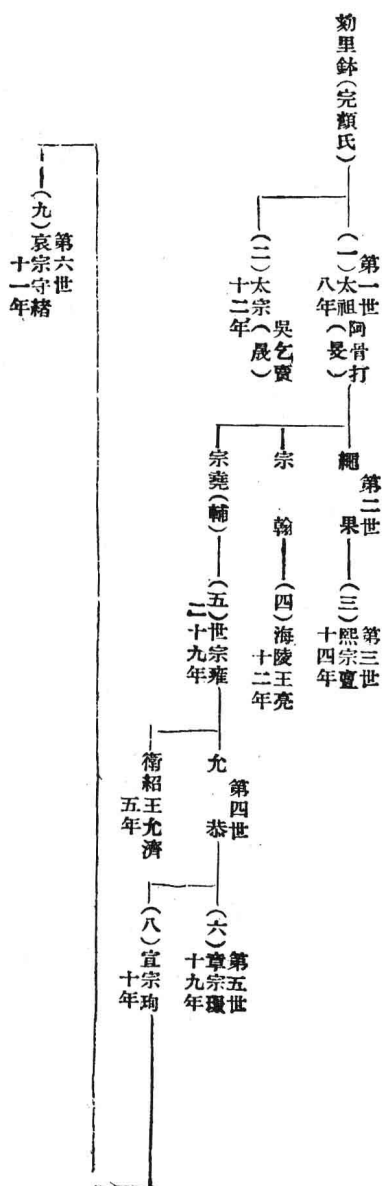 劾里鉢(完顏氏)
第一世
(一)太祖(旻)阿骨打
八年
(二)太宗(晟)吳乞賣
十二年
第二世
繩果
宗翰
宗堯(輔)
第三世
(三)熙宗亶
十四年
(四)海陵王亮
十二年
(五)世宗雍
二十九年
第四世
允恭
衛紹王允濟
五年
第五世
(六)章宗璟
十九年
(八)宣宗珣
十年
第六世
(九)哀宗守緒
十一年